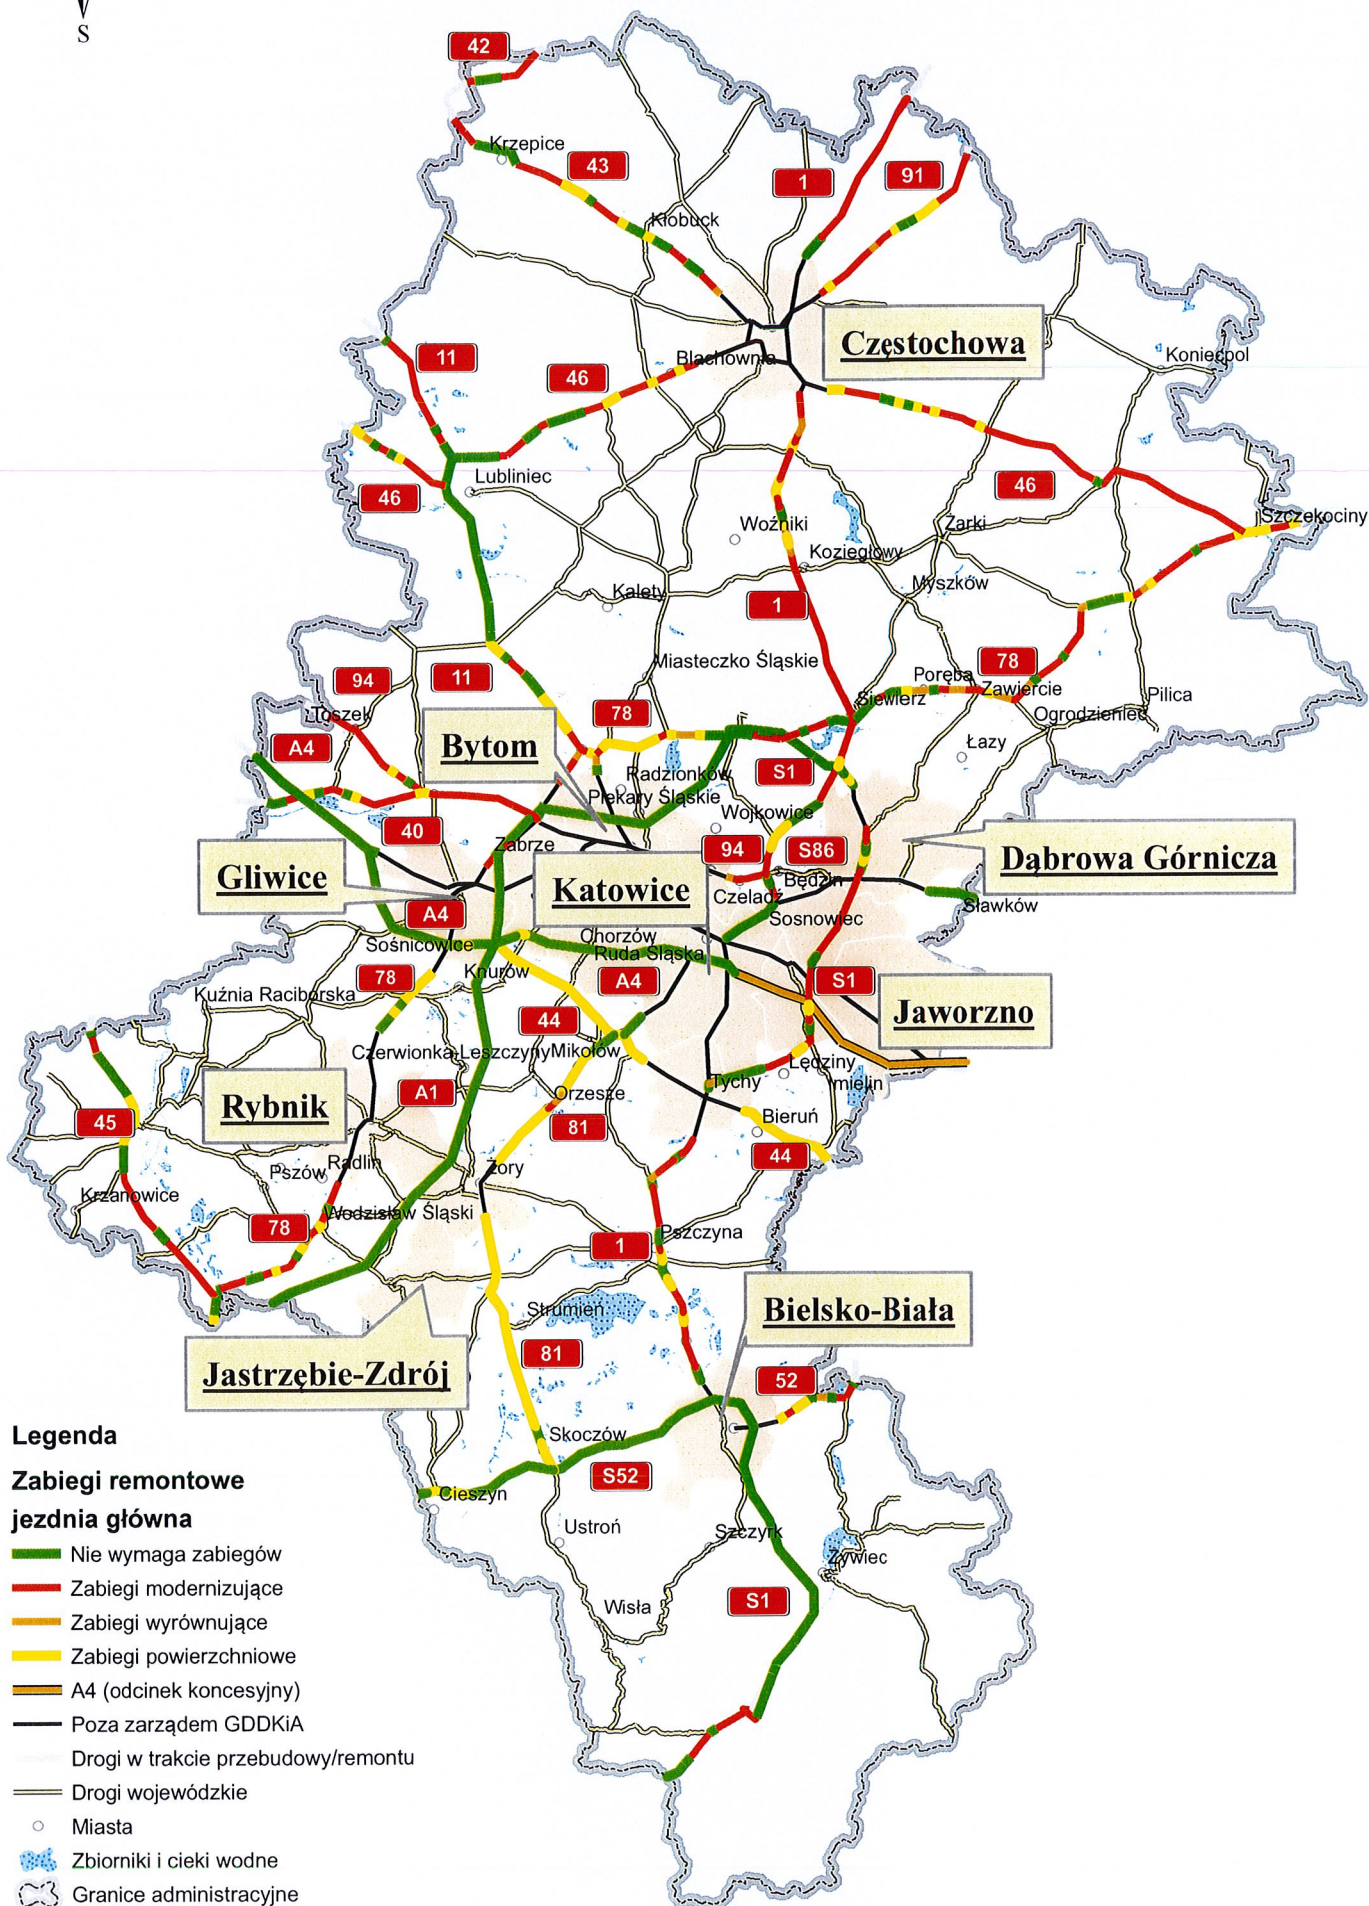 S
42
Krzepice
43
1
91
Kłobuck
Częstochowa
Koniecpol
11
Blachownia
46
Lubliniec
46
46
Szczekociny
Woźniki
Żarki
Koziegłowy
Myszków
Kalety
1
Miasteczko Śląskie
78
Poręba
Zawiercie
Siewierz
Pilica
Ogrodzieniec
94
11
Toszek
78
Łazy
A4
Bytom
S1
Radzionków
Piekary Śląskie
Wojkowice
40
Zabrze
94
S86
Dąbrowa Górnicza
Gliwice
Katowice
Będzin
Czeladź
Sławków
A4
Sosnowiec
Sośnicowice
Chorzów
Ruda Śląska
78
Knurów
A4
S1
Kuźnia Raciborska
Jaworzno
44
Czerwionka-Leszczyny
Mikołów
Lędziny
Imielin
Tychy
A1
Orzesze
Rybnik
45
81
Bieruń
44
Radlin
Pszów
Żory
Krzanowice
Wodzisław Śląski
78
Pszczyna
1
Strumień
Bielsko-Biała
81
Jastrzębie-Zdrój
52
Skoczów
S52
Cieszyn
Ustroń
Szczyrk
Żywiec
Wisła
S1
Legenda
Zabiegi remontowe
jezdnia główna
Nie wymaga zabiegów
Zabiegi modernizujące
Zabiegi wyrównujące
Zabiegi powierzchniowe
A4 (odcinek koncesyjny)
Poza zarządem GDDKiA
Drogi w trakcie przebudowy/remontu
Drogi wojewódzkie
Miasta
Zbiorniki i cieki wodne
Granice administracyjne